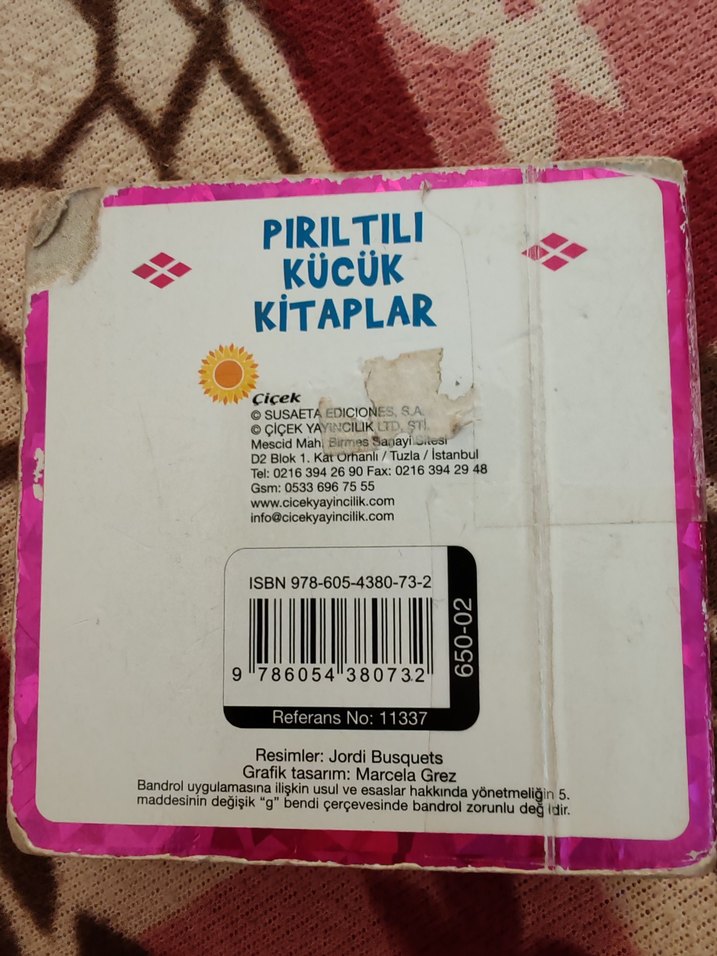 PIRILTILI
KÜCÜK
KİTAPLAR
Çiçek
© SUSAETA EDICIONES, S.A.
© ÇİÇEK YAYINCILIK LTD. ŞTİ.
Mescid Mah. Birmes Sanayi Sitesi
D2 Blok 1. Kat Orhanlı / Tuzla / İstanbul
Tel: 0216 394 26 90 Fax: 0216 394 29 48
Gsm: 0533 696 75 55
www.cicekyayincilik.com
info@cicekyayincilik.com
ISBN 978-605-4380-73-2
9 786054 380732
650-02
Referans No: 11337
Resimler: Jordi Busquets
Grafik tasarım: Marcela Grez
Bandrol uygulamasına ilişkin usul ve esaslar hakkında yönetmeliğin 5.
maddesinin değişik “g” bendi çerçevesinde bandrol zorunlu değildir.